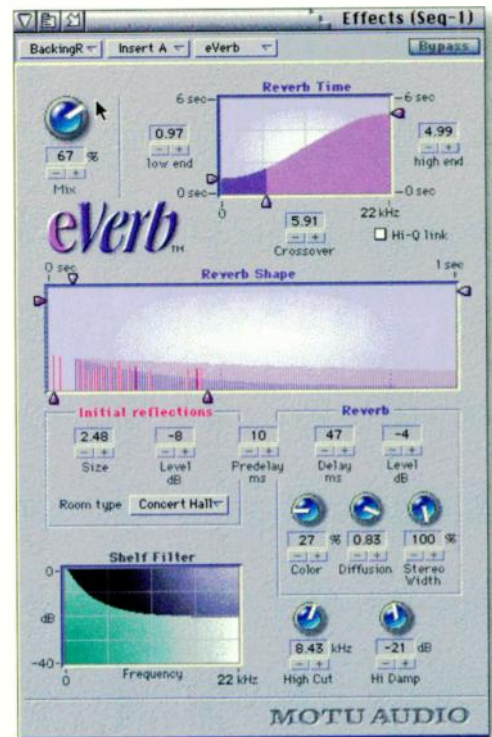 Effects (Seq-1)
BackingR Insert A eVerb Bypass
Reverb Time
6 sec 6 sec
67 %
Mix
0.97
low end
4.99
high end
0 sec 0 sec
0 22 kHz
5.91
Crossover
Hi-Q link
eVerb TM
0 sec Reverb Shape 1 sec
Initial reflections Reverb
2.48 -8 10 47 -4
Size Level dB Predelay ms Delay ms Level dB
Room type Concert Hall
27 % 0.83 100 %
Color Diffusion Stereo Width
Shelf Filter
0
dB
-40
0 Frequency 22 kHz
8.43 kHz -21 dB
High Cut Hi Damp
MOTU AUDIO